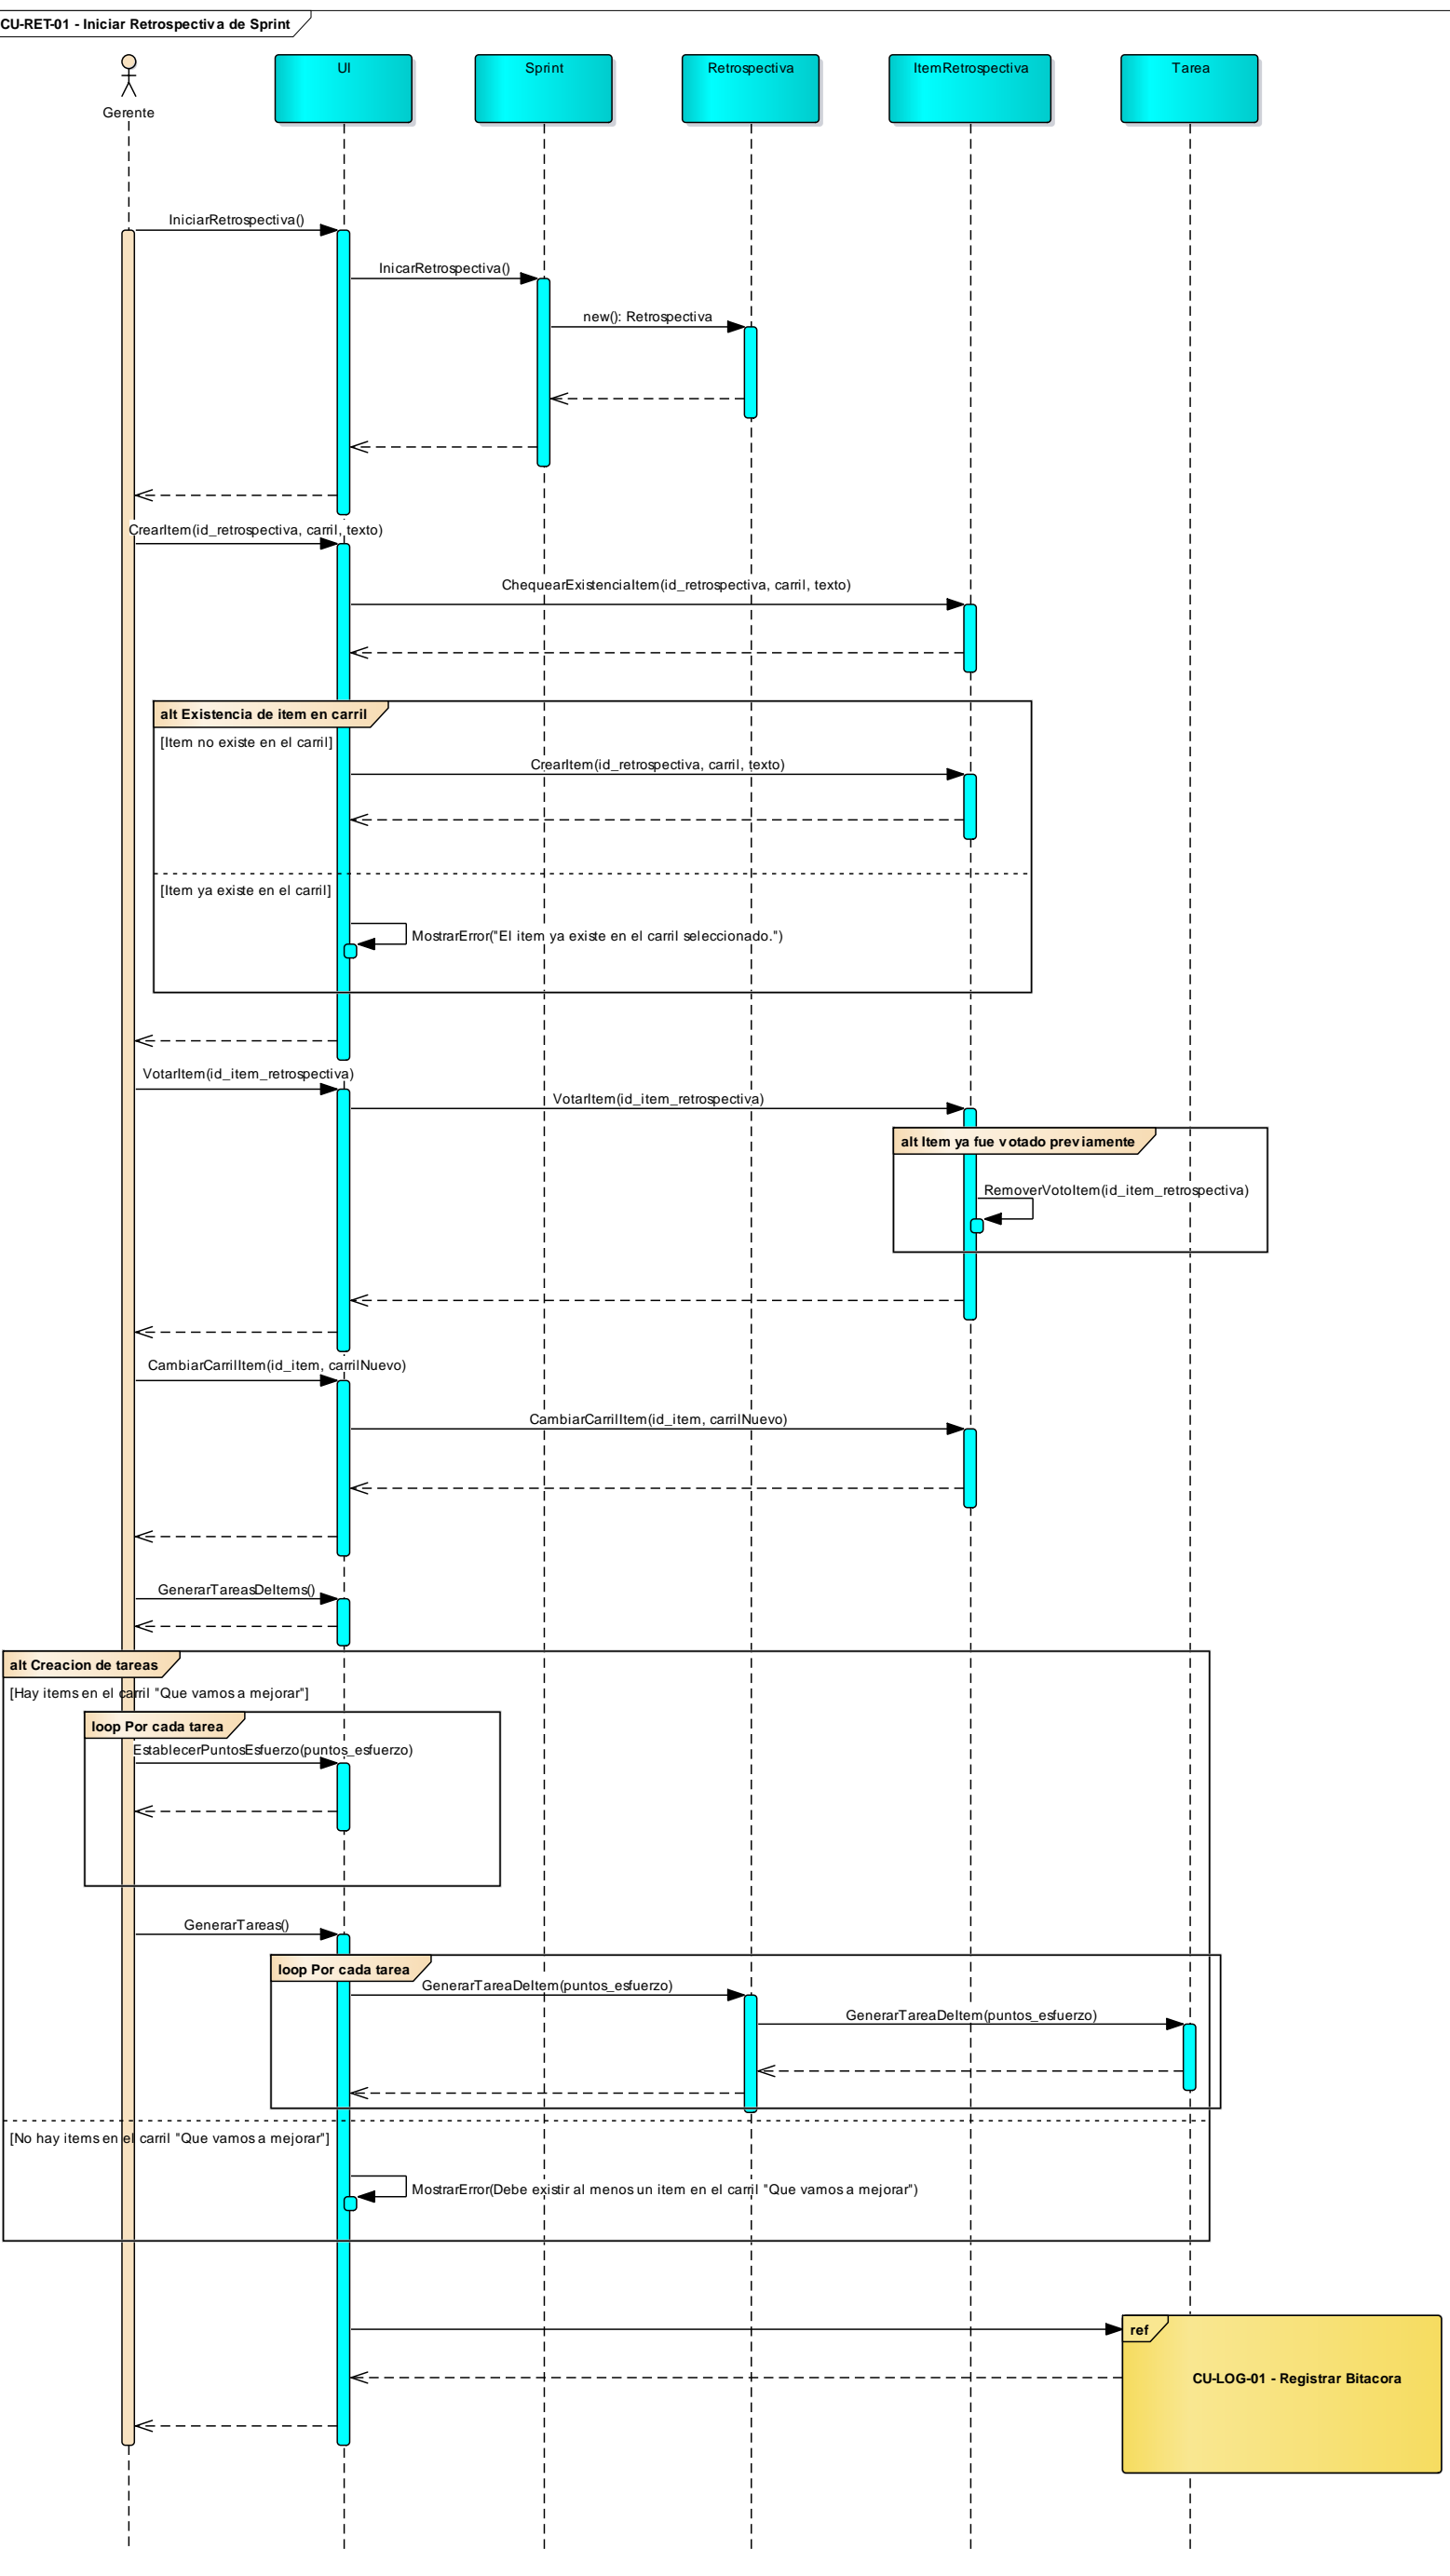 CU-RET-01 - Iniciar Retrospectiva de Sprint
Gerente
UI
Sprint
Retrospectiva
ItemRetrospectiva
Tarea
IniciarRetrospectiva()
InicarRetrospectiva()
new(): Retrospectiva
CrearItem(id_retrospectiva, carril, texto)
ChequearExistenciaItem(id_retrospectiva, carril, texto)
alt Existencia de item en carril
[Item no existe en el carril]
CrearItem(id_retrospectiva, carril, texto)
[Item ya existe en el carril]
MostrarError("El item ya existe en el carril seleccionado.")
VotarItem(id_item_retrospectiva)
VotarItem(id_item_retrospectiva)
alt Item ya fue votado previamente
RemoverVotoItem(id_item_retrospectiva)
CambiarCarrilItem(id_item, carrilNuevo)
CambiarCarrilItem(id_item, carrilNuevo)
GenerarTareasDeItems()
alt Creacion de tareas
[Hay items en el carril "Que vamos a mejorar"]
loop Por cada tarea
EstablecerPuntosEsfuerzo(puntos_esfuerzo)
GenerarTareas()
loop Por cada tarea
GenerarTareaDeItem(puntos_esfuerzo)
GenerarTareaDeItem(puntos_esfuerzo)
[No hay items en el carril "Que vamos a mejorar"]
MostrarError(Debe existir al menos un item en el carril "Que vamos a mejorar")
ref
CU-LOG-01 - Registrar Bitacora